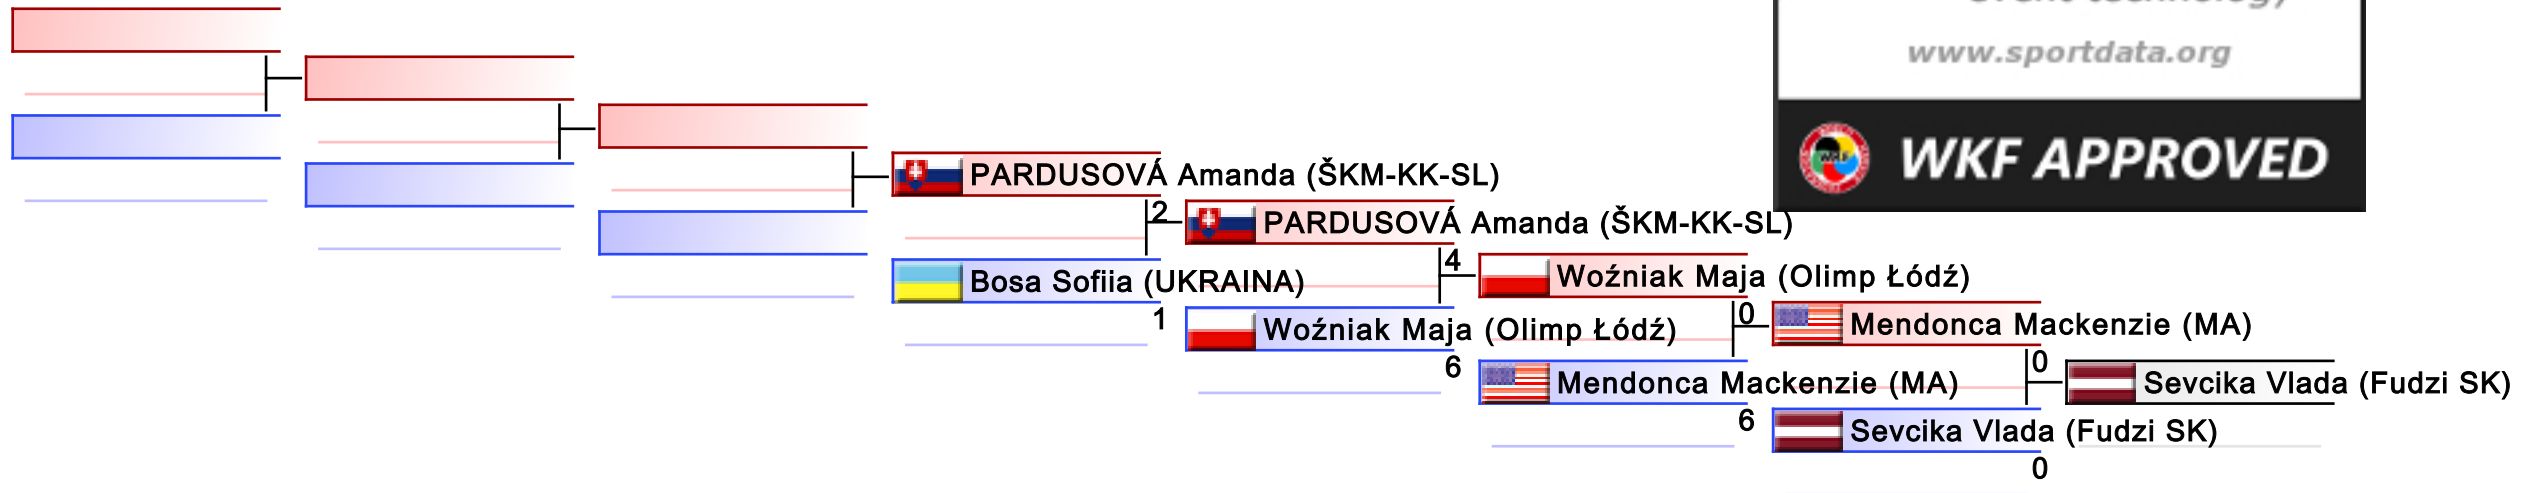 www.sportdata.org
WKF APPROVED
PARDUSOVÁ Amanda (ŠKM-KK-SL)
2
PARDUSOVÁ Amanda (ŠKM-KK-SL)
Bosa Sofiia (UKRAINA)
1
4
Woźniak Maja (Olimp Łódź)
Woźniak Maja (Olimp Łódź)
6
0
Mendonca Mackenzie (MA)
Mendonca Mackenzie (MA)
6
0
Sevcika Vlada (Fudzi SK)
Sevcika Vlada (Fudzi SK)
0